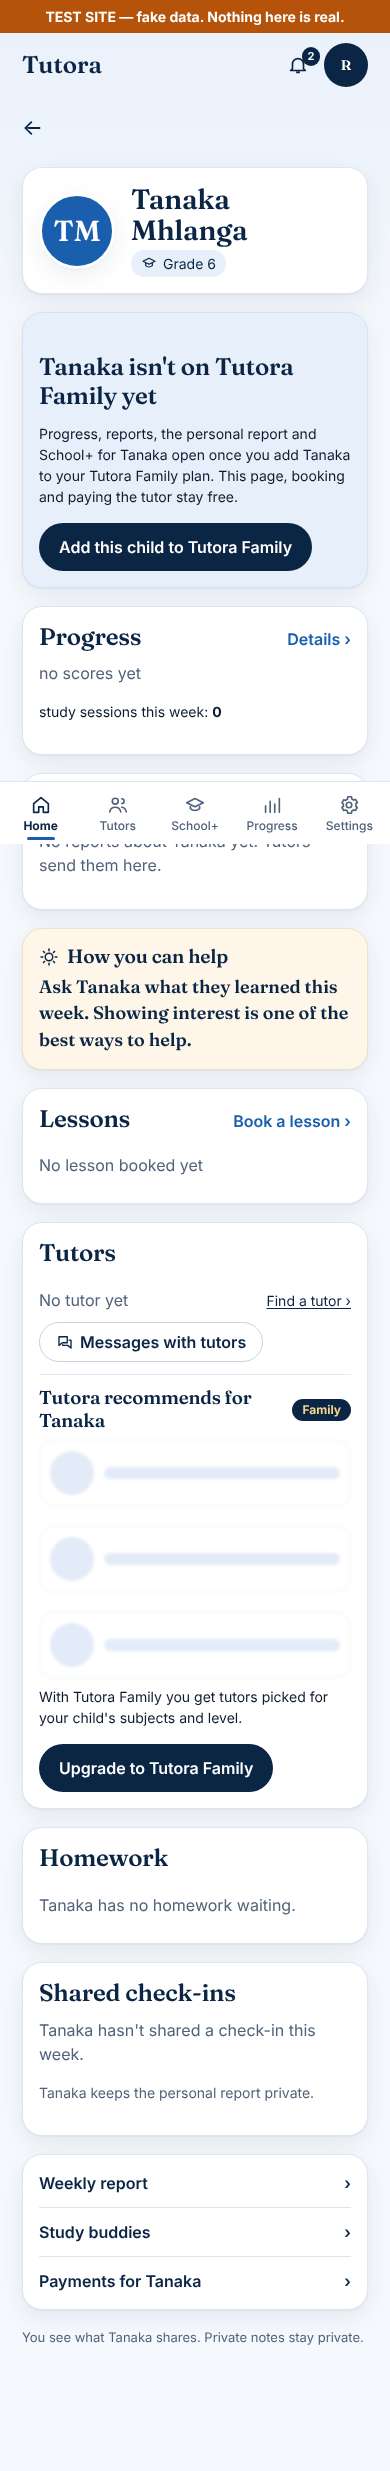 TEST SITE — fake data. Nothing here is real.
Tutora
2
R
←
TM
Tanaka
Mhlanga
Grade 6
Tanaka isn't on Tutora
Family yet
Progress, reports, the personal report and
School+ for Tanaka open once you add Tanaka
to your Tutora Family plan. This page, booking
and paying the tutor stay free.
Add this child to Tutora Family
Progress
Details ›
no scores yet
study sessions this week: 0
Home
Tutors
School+
Progress
Settings
No reports about Tanaka yet. Tutors
send them here.
How you can help
Ask Tanaka what they learned this
week. Showing interest is one of the
best ways to help.
Lessons
Book a lesson ›
No lesson booked yet
Tutors
No tutor yet
Find a tutor ›
Messages with tutors
Tutora recommends for
Tanaka
Family
With Tutora Family you get tutors picked for
your child's subjects and level.
Upgrade to Tutora Family
Homework
Tanaka has no homework waiting.
Shared check-ins
Tanaka hasn't shared a check-in this
week.
Tanaka keeps the personal report private.
Weekly report ›
Study buddies ›
Payments for Tanaka ›
You see what Tanaka shares. Private notes stay private.